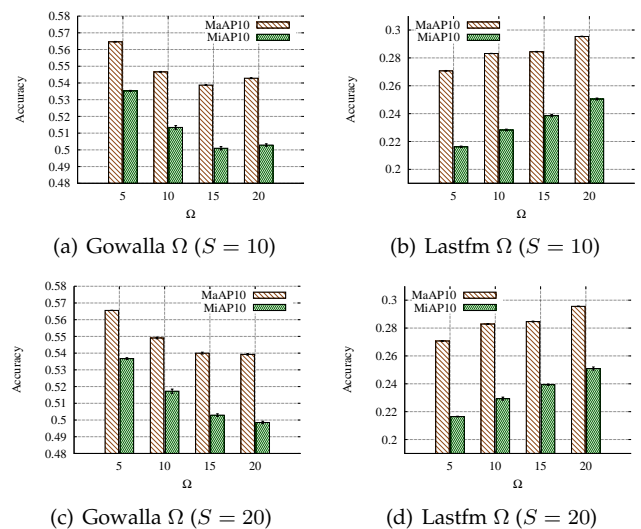 0.58
0.57
0.56
0.55
0.54
0.53
0.52
0.51
0.5
0.49
0.48
Accuracy
MaAP10
MiAP10
5 10 15 20
Ω
(a) Gowalla Ω (S = 10)
0.3
0.28
0.26
0.24
0.22
0.2
Accuracy
MaAP10
MiAP10
5 10 15 20
Ω
(b) Lastfm Ω (S = 10)
0.58
0.57
0.56
0.55
0.54
0.53
0.52
0.51
0.5
0.49
0.48
Accuracy
MaAP10
MiAP10
5 10 15 20
Ω
(c) Gowalla Ω (S = 20)
0.3
0.28
0.26
0.24
0.22
0.2
Accuracy
MaAP10
MiAP10
5 10 15 20
Ω
(d) Lastfm Ω (S = 20)